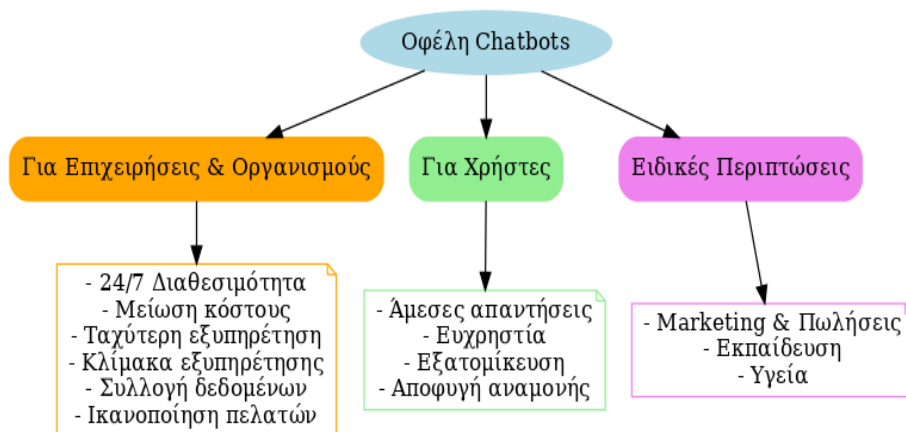 Οφέλη Chatbots
Για Επιχειρήσεις & Οργανισμούς
Για Χρήστες
Ειδικές Περιπτώσεις
- 24/7 Διαθεσιμότητα
- Μείωση κόστους
- Ταχύτερη εξυπηρέτηση
- Κλίμακα εξυπηρέτησης
- Συλλογή δεδομένων
- Ικανοποίηση πελατών
- Άμεσες απαντήσεις
- Ευχρηστία
- Εξατομίκευση
- Αποφυγή αναμονής
- Marketing & Πωλήσεις
- Εκπαίδευση
- Υγεία